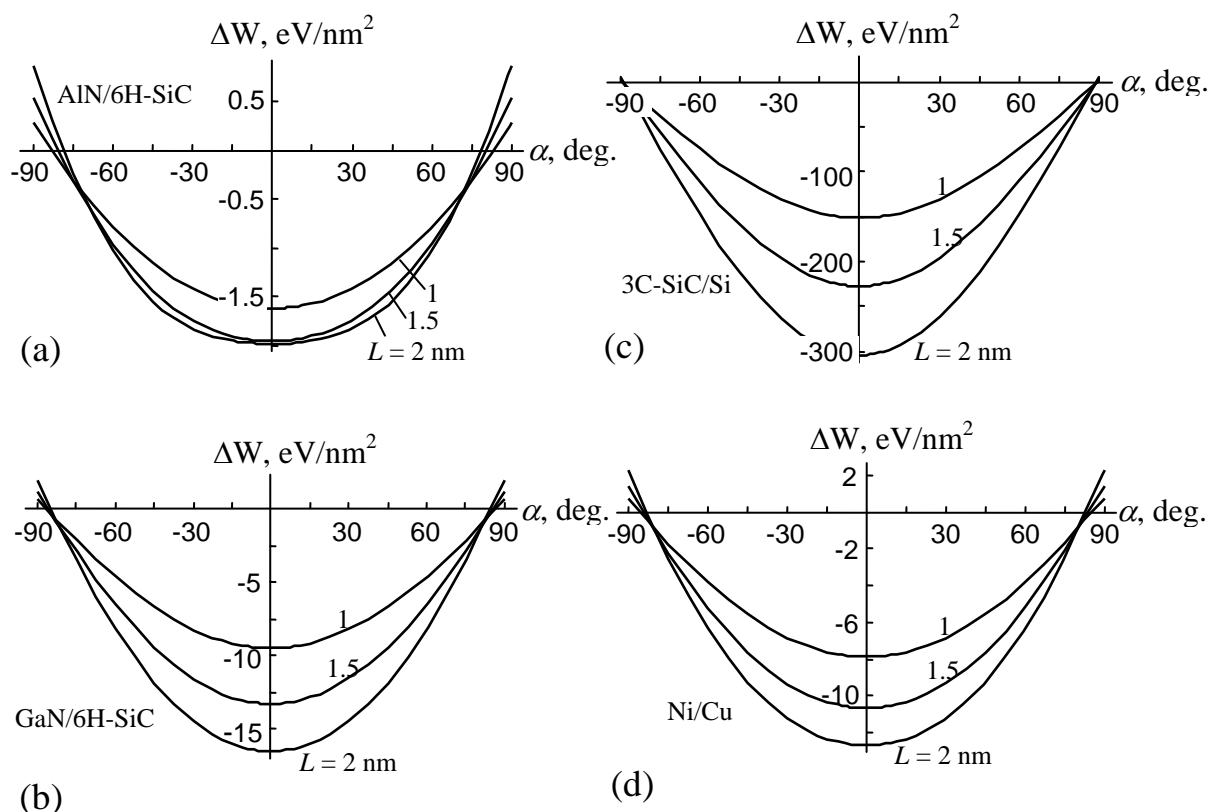 ΔW, eV/nm²
AlN/6H-SiC
0.5
α, deg.
-90 -30 30 60 90
-0.5
-1.5
1
1.5
L = 2 nm
(a)
ΔW, eV/nm²
α, deg.
-90 -60 -30 30 60 90
-100
1
1.5
-200
3C-SiC/Si
-300
L = 2 nm
(c)
ΔW, eV/nm²
α, deg.
-90 -60 -30 30 60 90
-5
1
-10
1.5
GaN/6H-SiC
-15
L = 2 nm
(b)
ΔW, eV/nm²
2
α, deg.
-90 -60 -30 30 60 90
-2
1
-6
1.5
-10
Ni/Cu
L = 2 nm
(d)